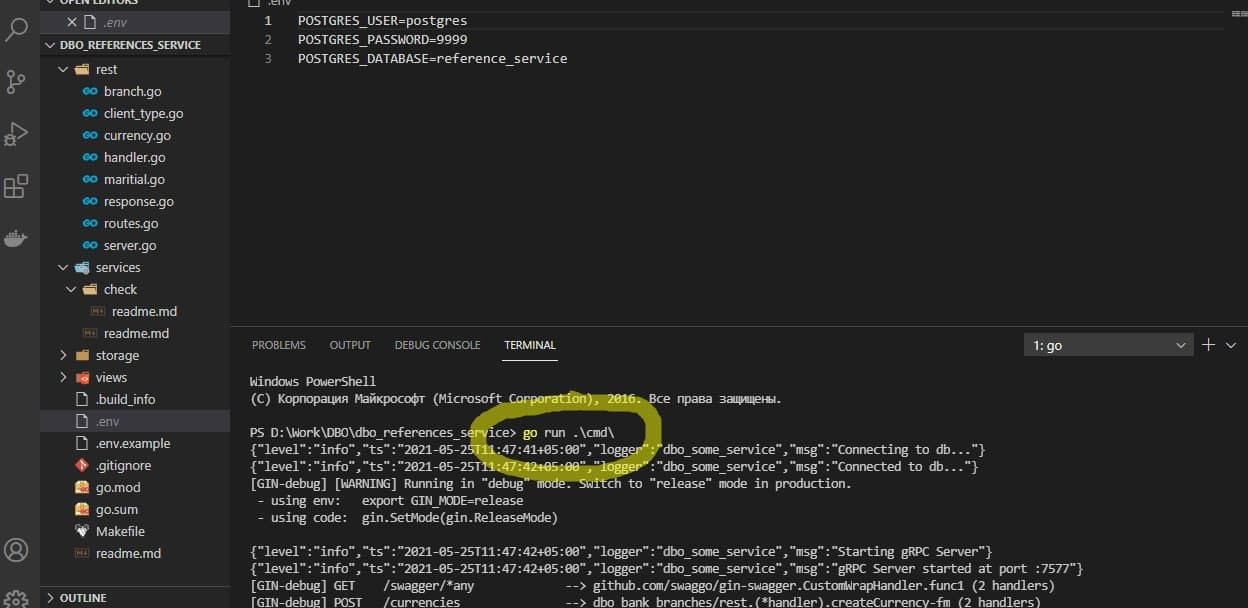 OPEN EDITORS
.env
DBO_REFERENCES_SERVICE
rest
branch.go
client_type.go
currency.go
handler.go
maritial.go
response.go
routes.go
server.go
services
check
readme.md
readme.md
storage
views
.build_info
.env
.env.example
.gitignore
go.mod
go.sum
Makefile
readme.md
OUTLINE
.env
1 POSTGRES_USER=postgres
2 POSTGRES_PASSWORD=9999
3 POSTGRES_DATABASE=reference_service
PROBLEMS OUTPUT DEBUG CONSOLE TERMINAL 1: go
Windows PowerShell
(C) Корпорация Майкрософт (Microsoft Corporation), 2016. Все права защищены.
PS D:\Work\DBO\dbo_references_service> go run .\cmd\
{"level":"info","ts":"2021-05-25T11:47:41+05:00","logger":"dbo_some_service","msg":"Connecting to db..."}
{"level":"info","ts":"2021-05-25T11:47:42+05:00","logger":"dbo_some_service","msg":"Connected to db..."}
[GIN-debug] [WARNING] Running in "debug" mode. Switch to "release" mode in production.
- using env: export GIN_MODE=release
- using code: gin.SetMode(gin.ReleaseMode)
{"level":"info","ts":"2021-05-25T11:47:42+05:00","logger":"dbo_some_service","msg":"Starting gRPC Server"}
{"level":"info","ts":"2021-05-25T11:47:42+05:00","logger":"dbo_some_service","msg":"gRPC Server started at port :7577"}
[GIN-debug] GET /swagger/*any --> github.com/swaggo/gin-swagger.CustomWrapHandler.func1 (2 handlers)
[GIN-debug] POST /currencies --> dbo_bank_branches/rest.(*handler).createCurrency-fm (2 handlers)